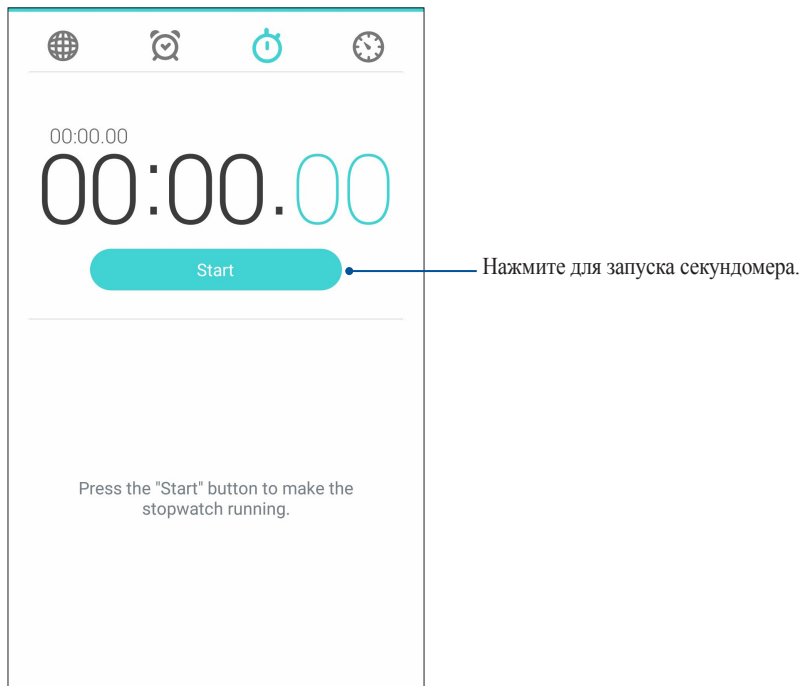 00:00.00
00:00.00
Start
Нажмите для запуска секундомера.
Press the "Start" button to make the
stopwatch running.